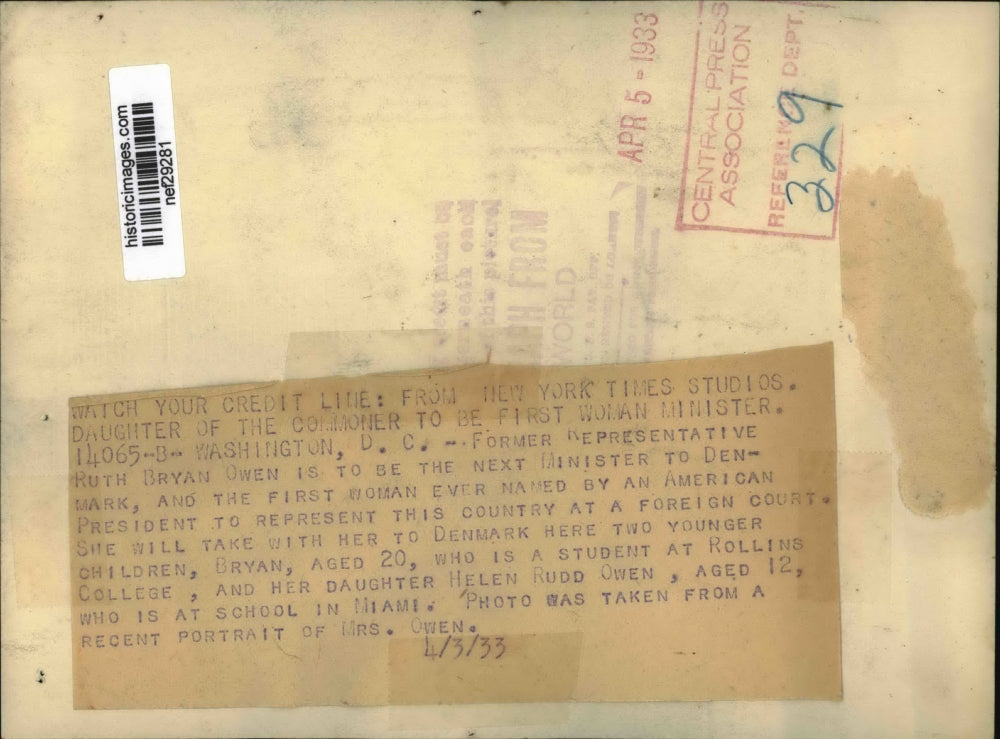 historicimages.com
nef29281
APR 5 - 1933
CENTRAL PRESS
ASSOCIATION
REFERENCE DEPT.
329
FROM
WORLD
WATCH YOUR CREDIT LINE: FROM NEW YORK TIMES STUDIOS.
DAUGHTER OF THE COMMONER TO BE FIRST WOMAN MINISTER.
14065-B- WASHINGTON, D. C. -- FORMER REPRESENTATIVE
RUTH BRYAN OWEN IS TO BE THE NEXT MINISTER TO DEN-
MARK, AND THE FIRST WOMAN EVER NAMED BY AN AMERICAN
PRESIDENT TO REPRESENT THIS COUNTRY AT A FOREIGN COURT.
SHE WILL TAKE WITH HER TO DENMARK HERE TWO YOUNGER
CHILDREN, BRYAN, AGED 20, WHO IS A STUDENT AT ROLLINS
COLLEGE , AND HER DAUGHTER HELEN RUDD OWEN , AGED 12,
WHO IS AT SCHOOL IN MIAMI. PHOTO WAS TAKEN FROM A
RECENT PORTRAIT OF MRS. OWEN.
4/3/33